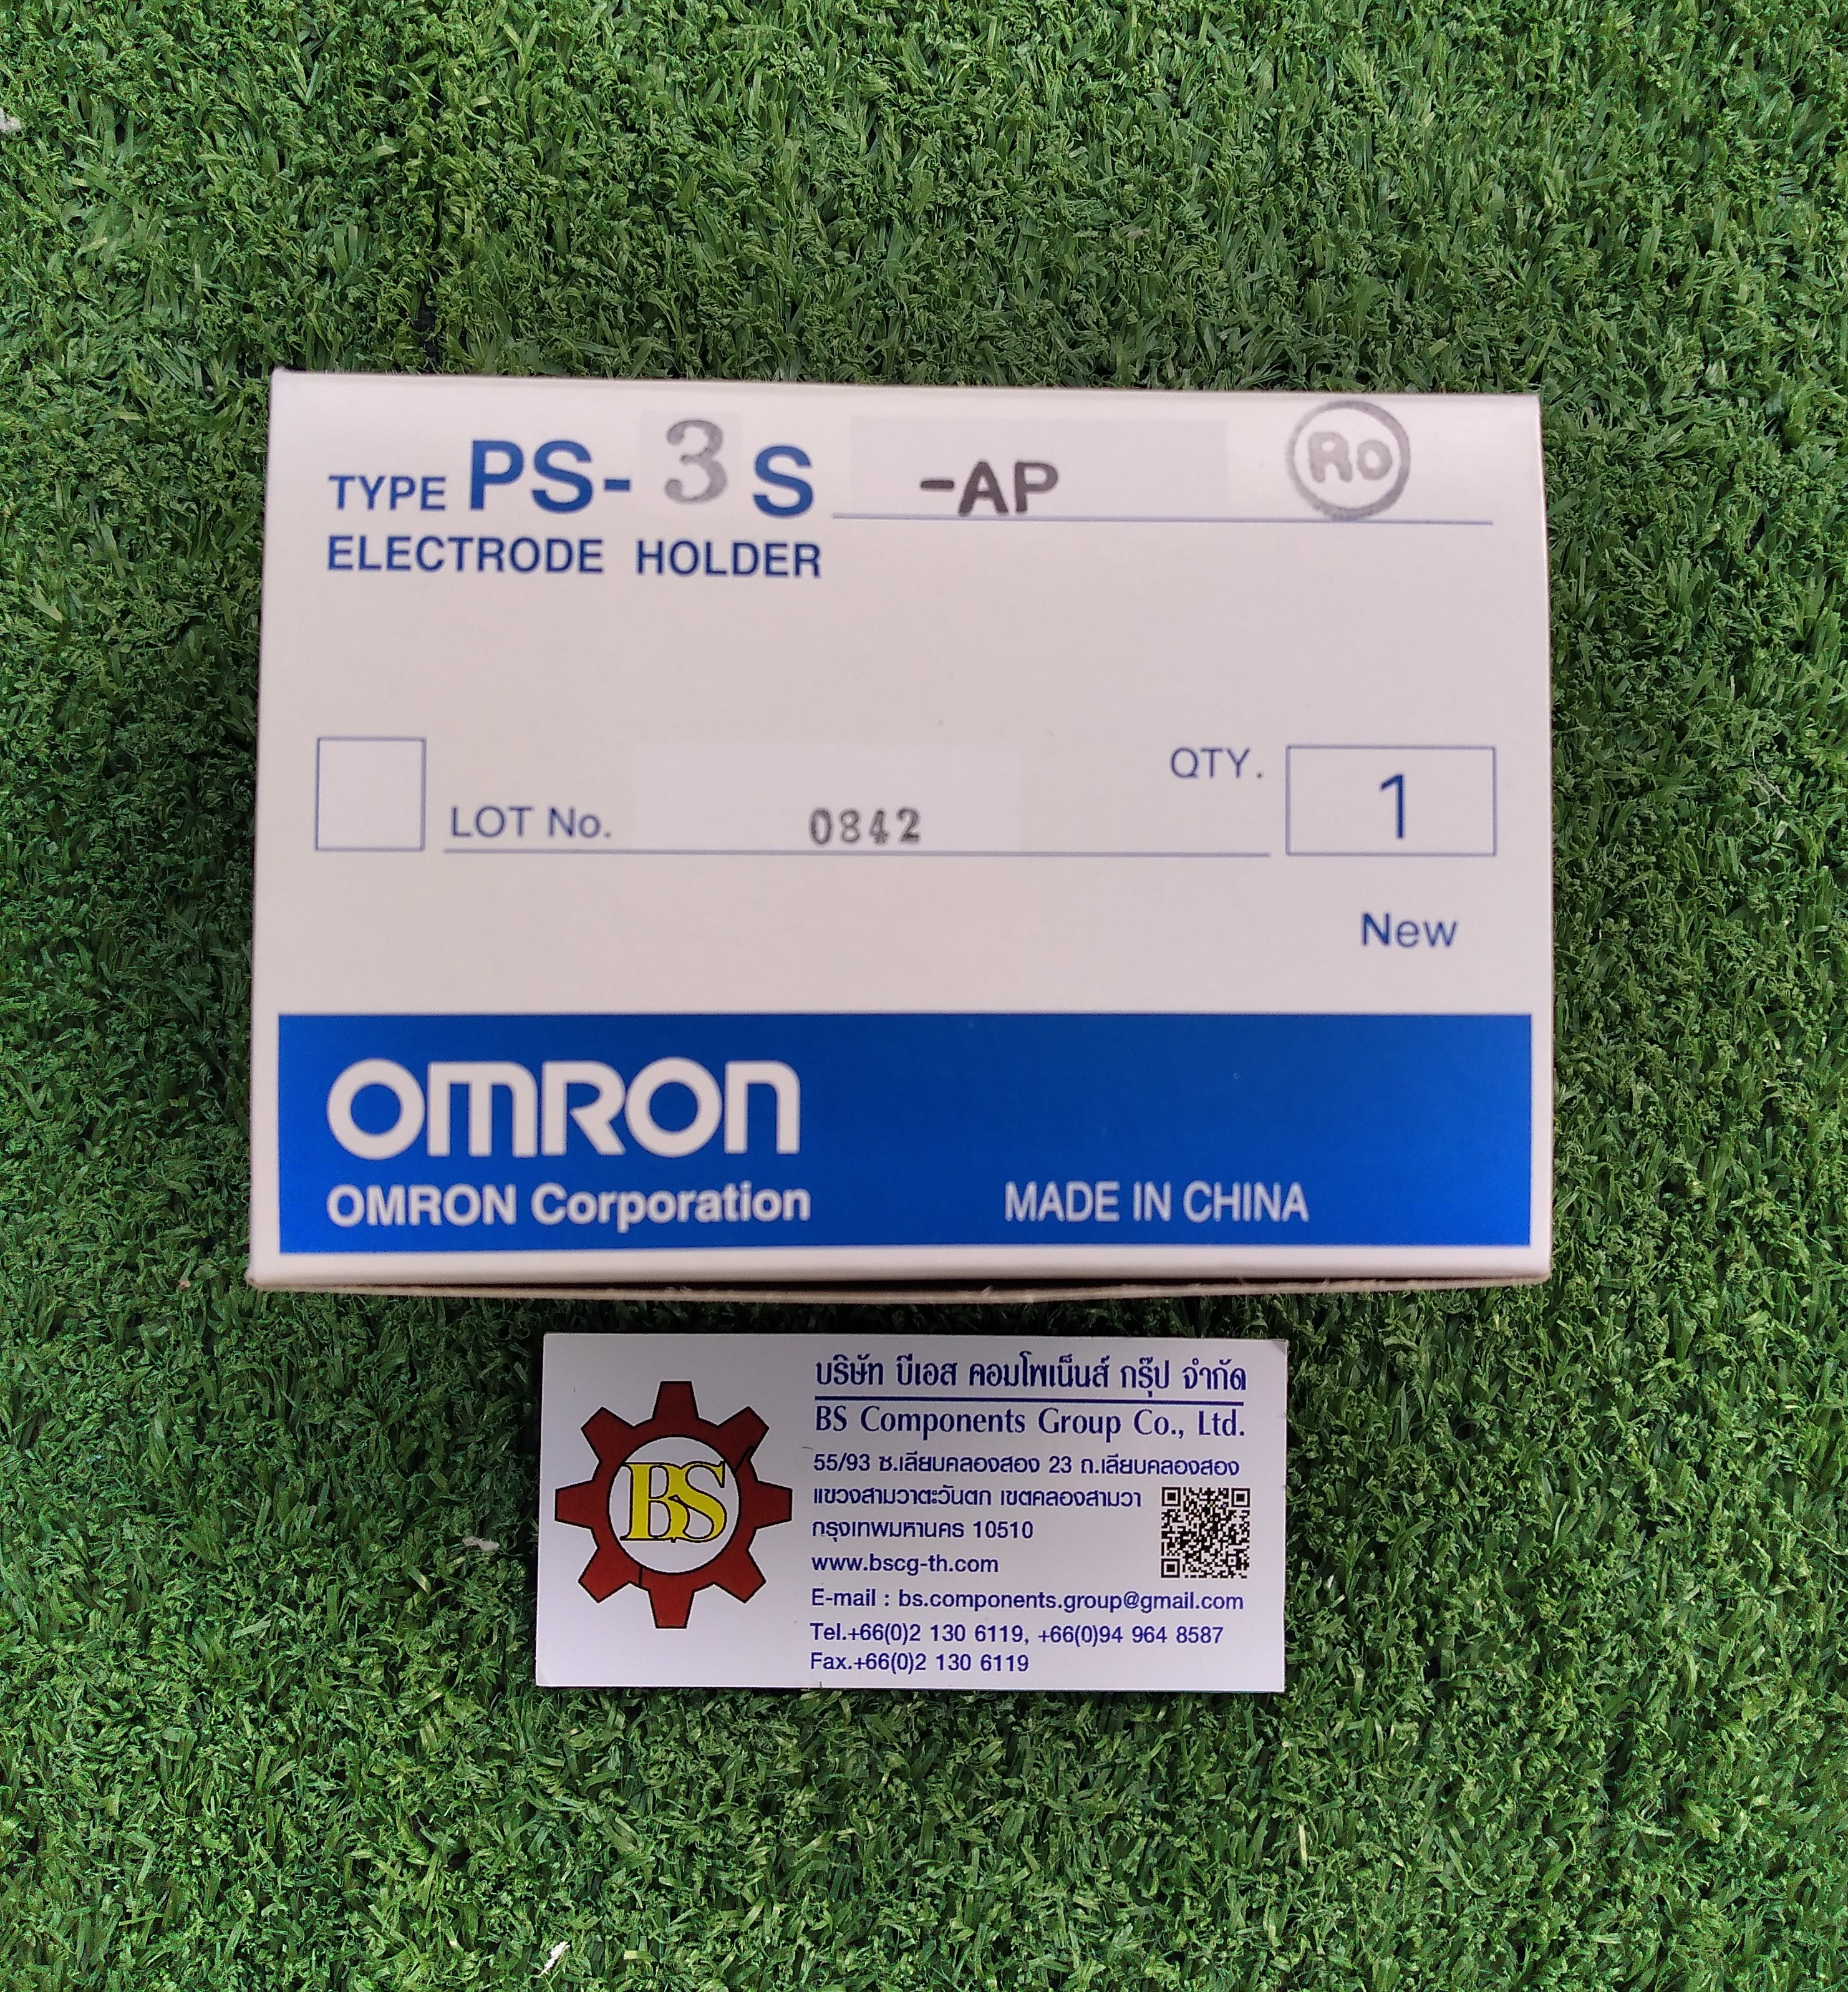 TYPE PS-3S -AP RO
ELECTRODE HOLDER
QTY. 1
LOT No. 0842
New
OMRON
OMRON Corporation MADE IN CHINA
BS
บริษัท บีเอส คอมโพเน็นส์ กรุ๊ป จำกัด
BS Components Group Co., Ltd.
55/93 ซ.เลียบคลองสอง 23 ถ.เลียบคลองสอง
แขวงสามวาตะวันตก เขตคลองสามวา
กรุงเทพมหานคร 10510
www.bscg-th.com
E-mail : bs.components.group@gmail.com
Tel.+66(0)2 130 6119, +66(0)94 964 8587
Fax.+66(0)2 130 6119